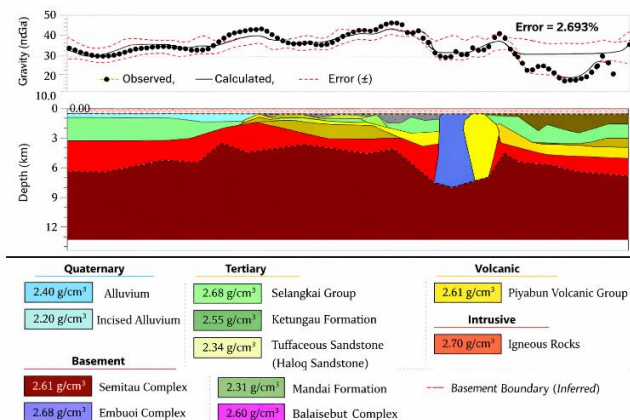 Error = 2.693%
Gravity (mGa)
50
40
30
20
Observed, Calculated, Error (±)
10.0
0.00
0
3
6
9
12
Depth (km)
Quaternary
2.40 g/cm³ Alluvium
2.20 g/cm³ Incised Alluvium
Tertiary
2.68 g/cm³ Selangkai Group
2.55 g/cm³ Ketungau Formation
2.34 g/cm³ Tuffaceous Sandstone
(Haloq Sandstone)
Volcanic
2.61 g/cm³ Piyabun Volcanic Group
Intrusive
2.70 g/cm³ Igneous Rocks
Basement
2.61 g/cm³ Semitau Complex
2.68 g/cm³ Embuoi Complex
2.31 g/cm³ Mandai Formation
2.60 g/cm³ Balaisebut Complex
Basement Boundary (Inferred)